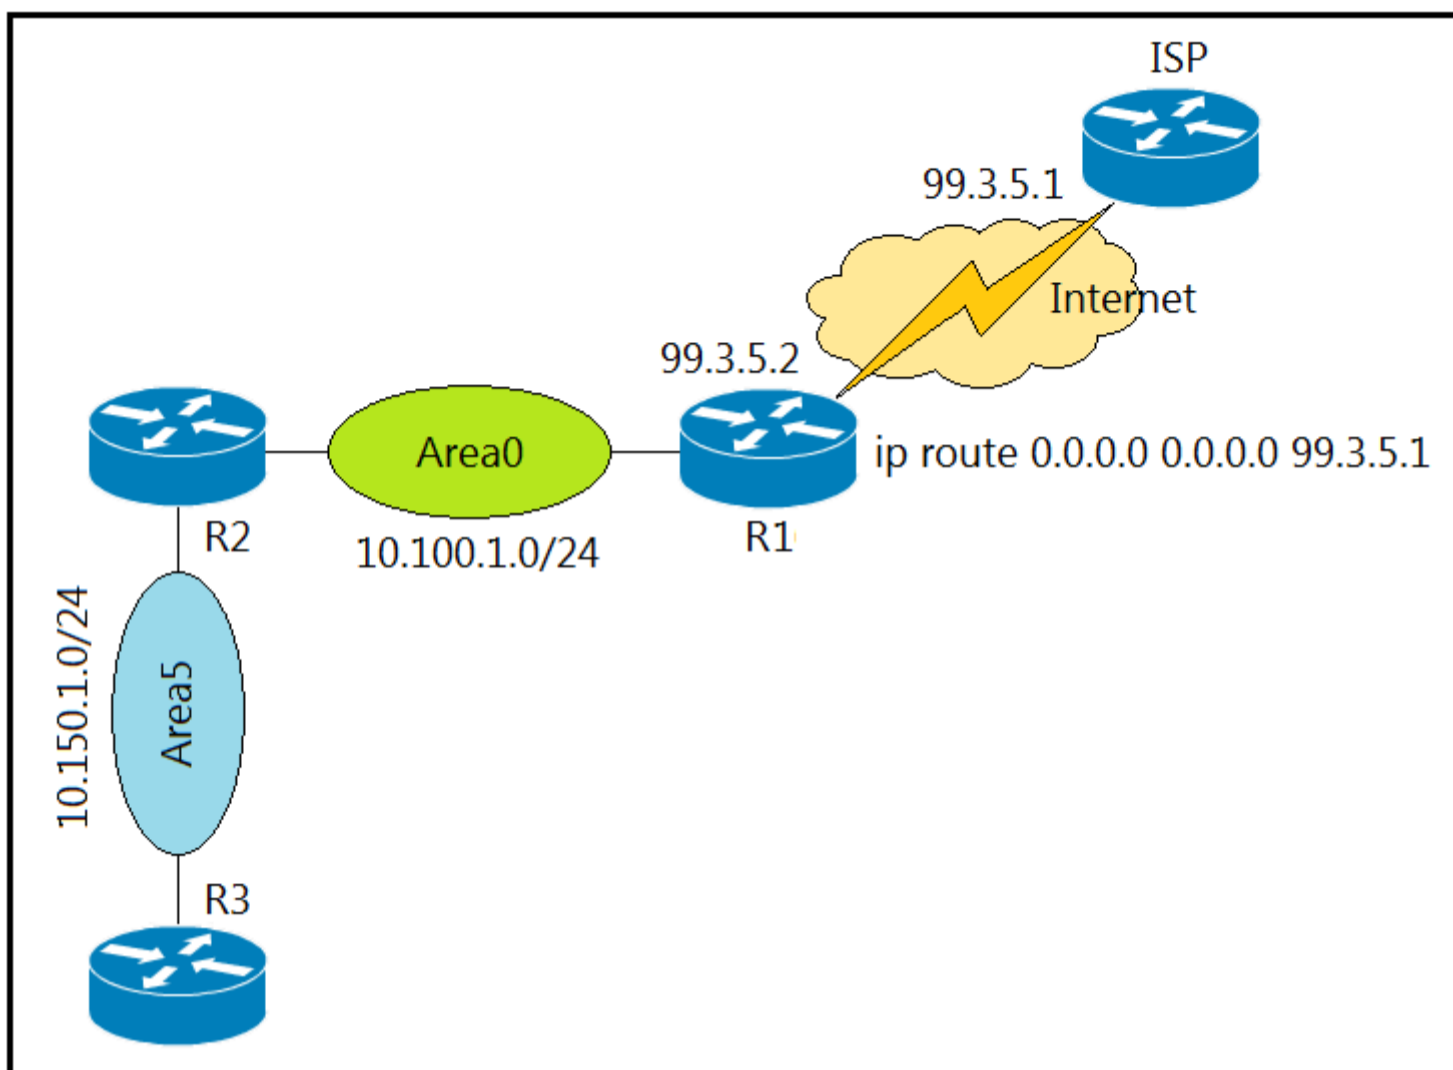 ISP
99.3.5.1
Internet
99.3.5.2
Area0
ip route 0.0.0.0 0.0.0.0 99.3.5.1
R2
R1
10.100.1.0/24
10.150.1.0/24
Area5
R3